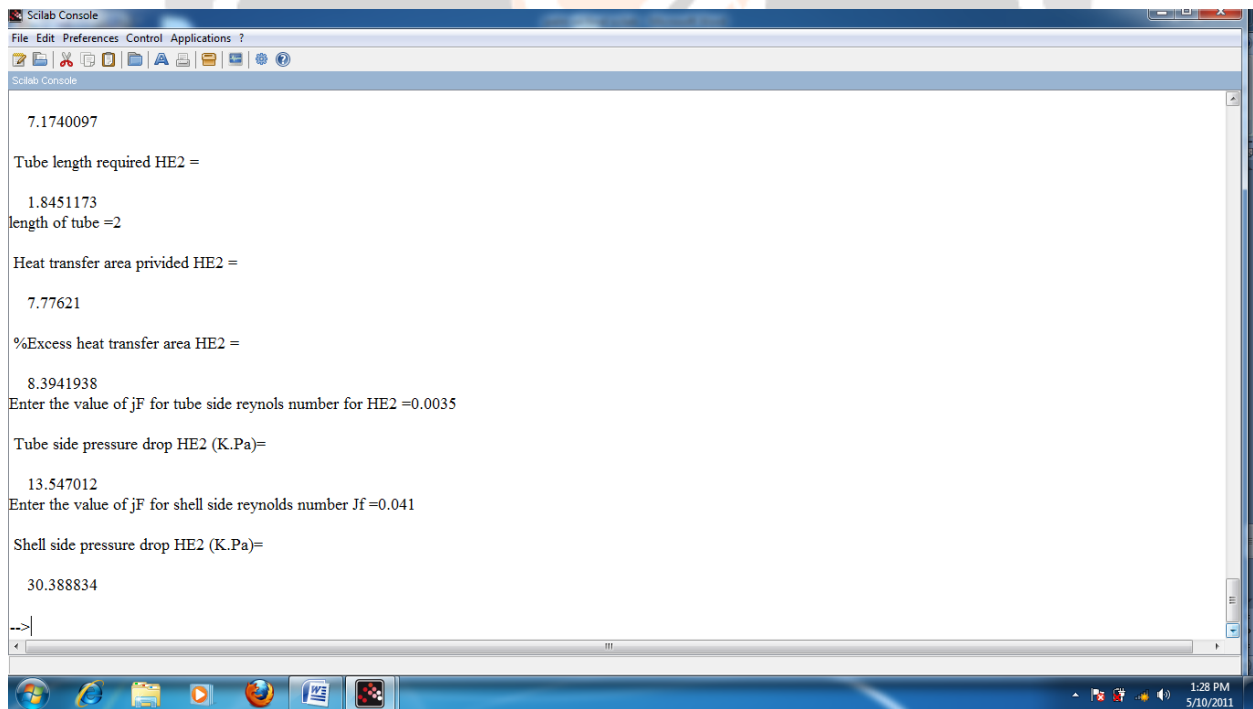 Scilab Console
File Edit Preferences Control Applications ?
Scilab Console
7.1740097
Tube length required HE2 =
1.8451173
length of tube =2
Heat transfer area privided HE2 =
7.77621
%Excess heat transfer area HE2 =
8.3941938
Enter the value of jF for tube side reynols number for HE2 =0.0035
Tube side pressure drop HE2 (K.Pa)=
13.547012
Enter the value of jF for shell side reynolds number Jf =0.041
Shell side pressure drop HE2 (K.Pa)=
30.388834
-->
1:28 PM
5/10/2011